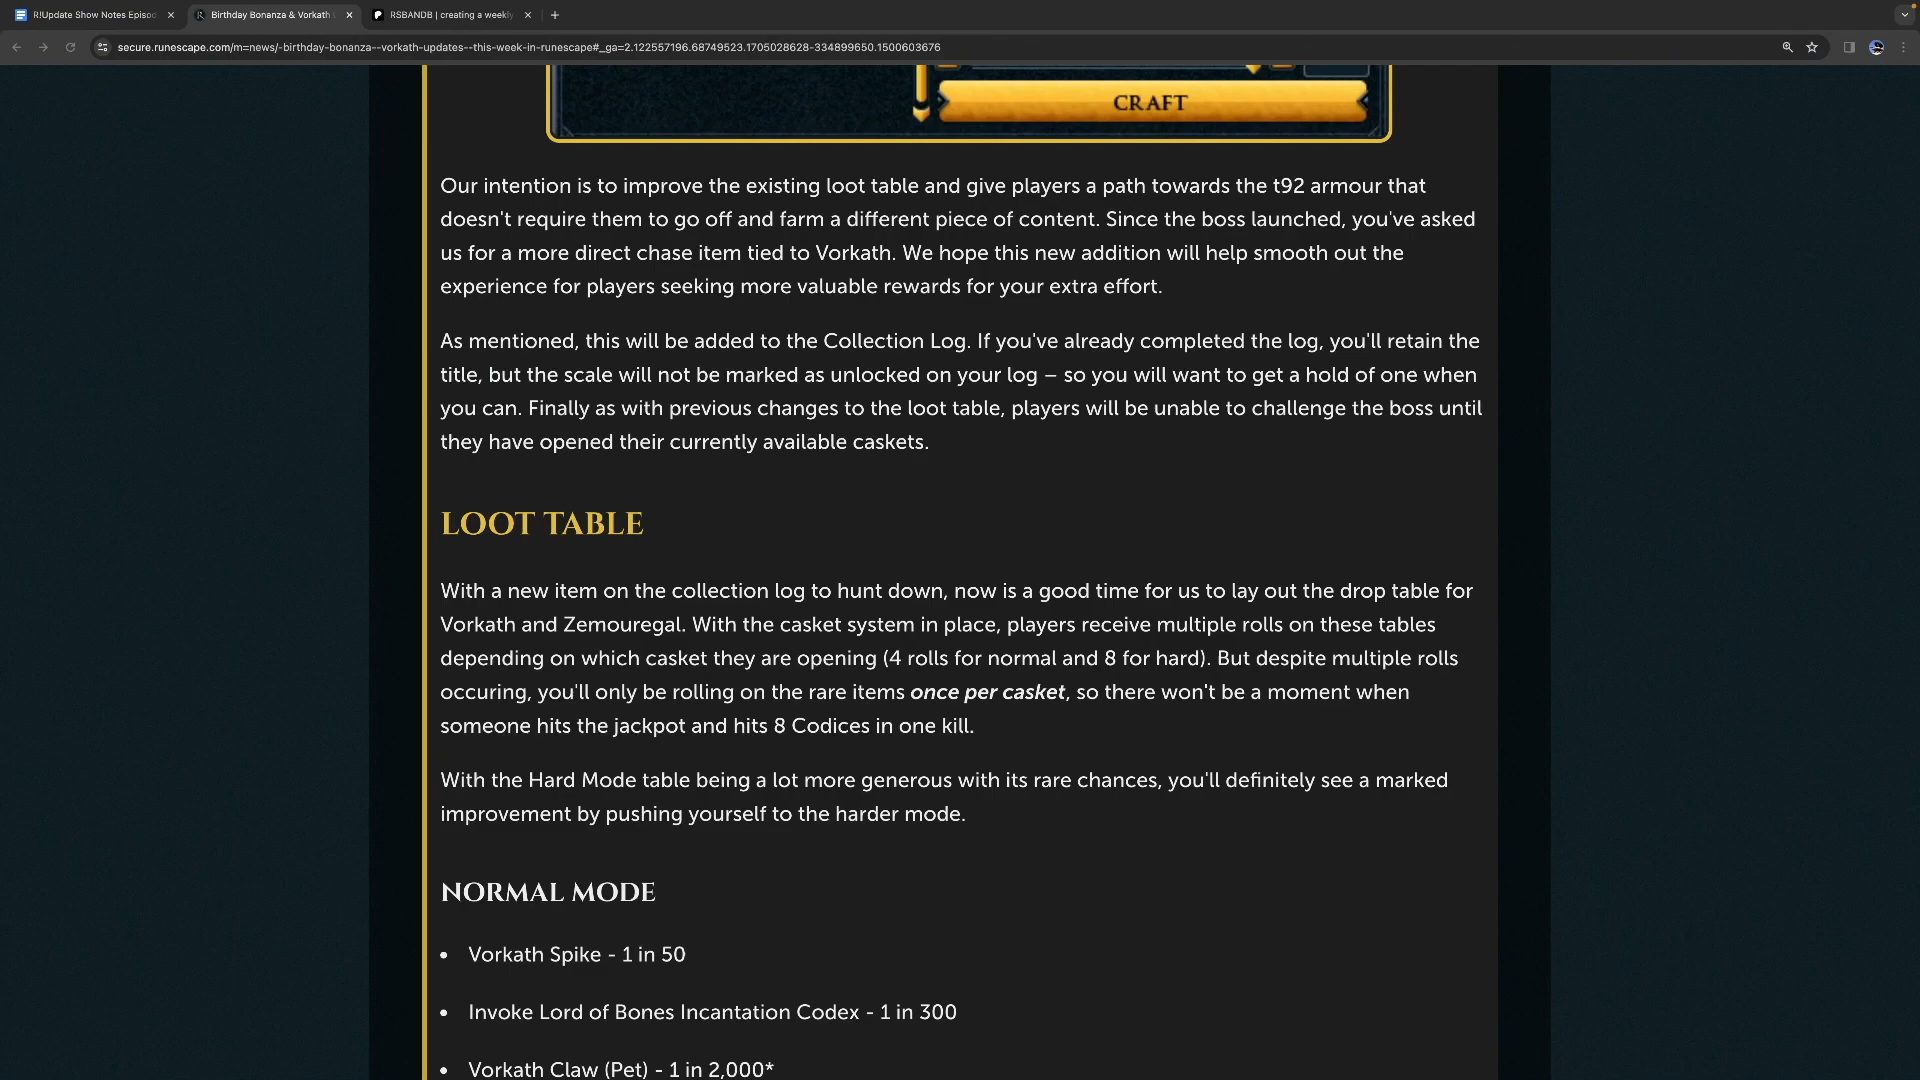 R!Update Show Notes Episo
Birthday Bonanza & Vorkath
RSBANDB | creating a weekly
secure.runescape.com/m=news/-birthday-bonanza--vorkath-updates--this-week-in-runescape#_ga=2.122557196.68749523.1705028628-334899650.1500603676
CRAFT
Our intention is to improve the existing loot table and give players a path towards the t92 armour that
doesn't require them to go off and farm a different piece of content. Since the boss launched, you've asked
us for a more direct chase item tied to Vorkath. We hope this new addition will help smooth out the
experience for players seeking more valuable rewards for your extra effort.
As mentioned, this will be added to the Collection Log. If you've already completed the log, you'll retain the
title, but the scale will not be marked as unlocked on your log – so you will want to get a hold of one when
you can. Finally as with previous changes to the loot table, players will be unable to challenge the boss until
they have opened their currently available caskets.
LOOT TABLE
With a new item on the collection log to hunt down, now is a good time for us to lay out the drop table for
Vorkath and Zemouregal. With the casket system in place, players receive multiple rolls on these tables
depending on which casket they are opening (4 rolls for normal and 8 for hard). But despite multiple rolls
occuring, you'll only be rolling on the rare items once per casket, so there won't be a moment when
someone hits the jackpot and hits 8 Codices in one kill.
With the Hard Mode table being a lot more generous with its rare chances, you'll definitely see a marked
improvement by pushing yourself to the harder mode.
NORMAL MODE
• Vorkath Spike - 1 in 50
• Invoke Lord of Bones Incantation Codex - 1 in 300
• Vorkath Claw (Pet) - 1 in 2,000*